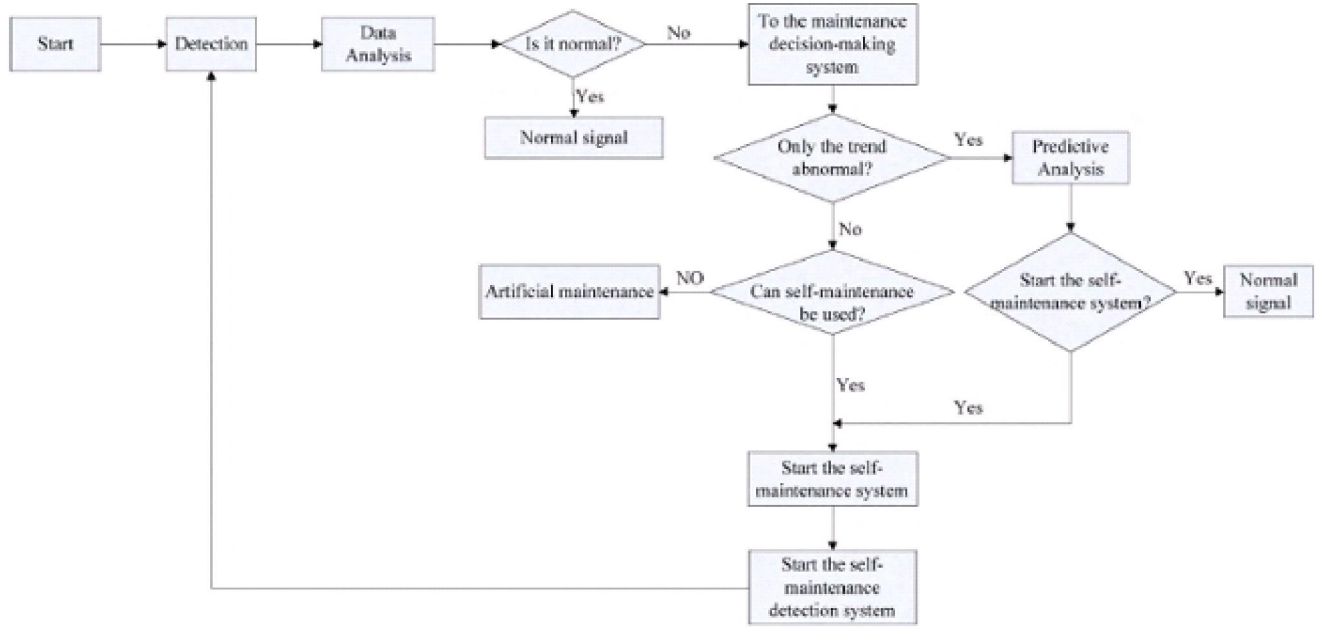 Start
Detection
Data
Analysis
Is it normal?
No
To the maintenance
decision-making
system
Yes
Normal signal
Only the trend
abnormal?
Yes
Predictive
Analysis
No
Artificial maintenance
NO
Can self-maintenance
be used?
Start the self-
maintenance system?
Yes
Normal
signal
Yes
Yes
Start the self-
maintenance system
Start the self-
maintenance
detection system